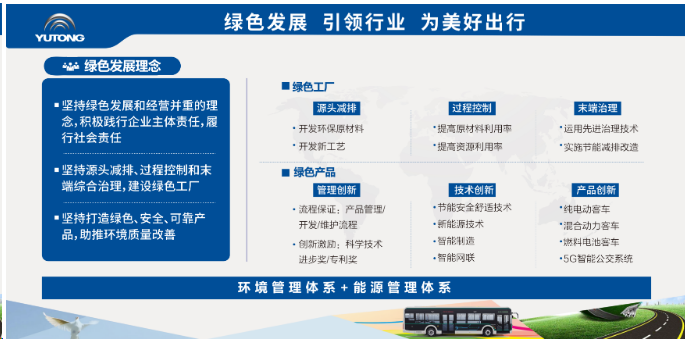 YUTONG
绿色发展 引领行业 为美好出行
绿色发展理念
坚持绿色发展和经营并重的理
念，积极践行企业主体责任，履
行社会责任
坚持源头减排、过程控制和末
端综合治理，建设绿色工厂
坚持打造绿色、安全、可靠产
品，助推环境质量改善
绿色工厂
源头减排
• 开发环保原材料
• 开发新工艺
过程控制
• 提高原材料利用率
• 提高资源利用率
末端治理
• 运用先进治理技术
• 实施节能减排改造
绿色产品
管理创新
• 流程保证：产品管理/
开发/维护流程
• 创新激励：科学技术
进步奖/专利奖
技术创新
• 节能安全舒适技术
• 新能源技术
• 智能制造
• 智能网联
产品创新
• 纯电动客车
• 混合动力客车
• 燃料电池客车
• 5G智能公交系统
环境管理体系+能源管理体系